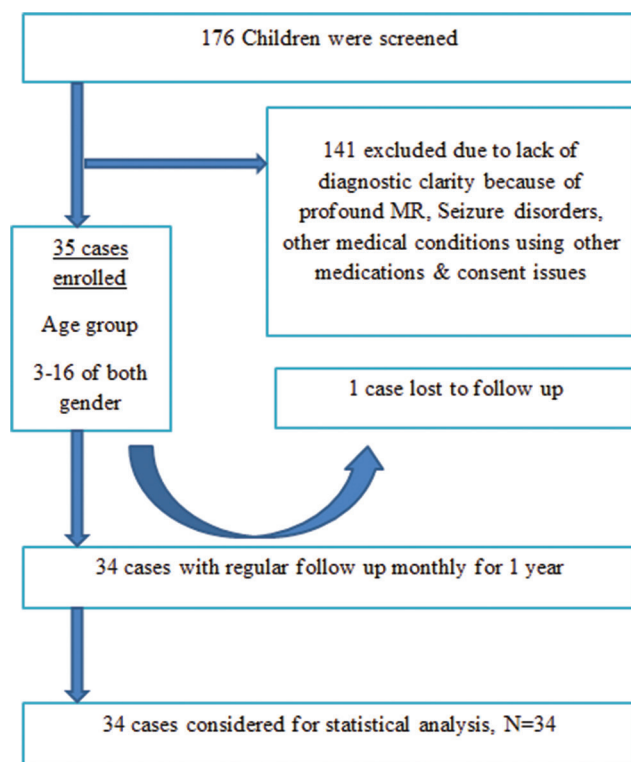 176 Children were screened
141 excluded due to lack of
diagnostic clarity because of
profound MR, Seizure disorders,
other medical conditions using other
medications & consent issues
35 cases
enrolled
Age group
3-16 of both
gender
1 case lost to follow up
34 cases with regular follow up monthly for 1 year
34 cases considered for statistical analysis, N=34